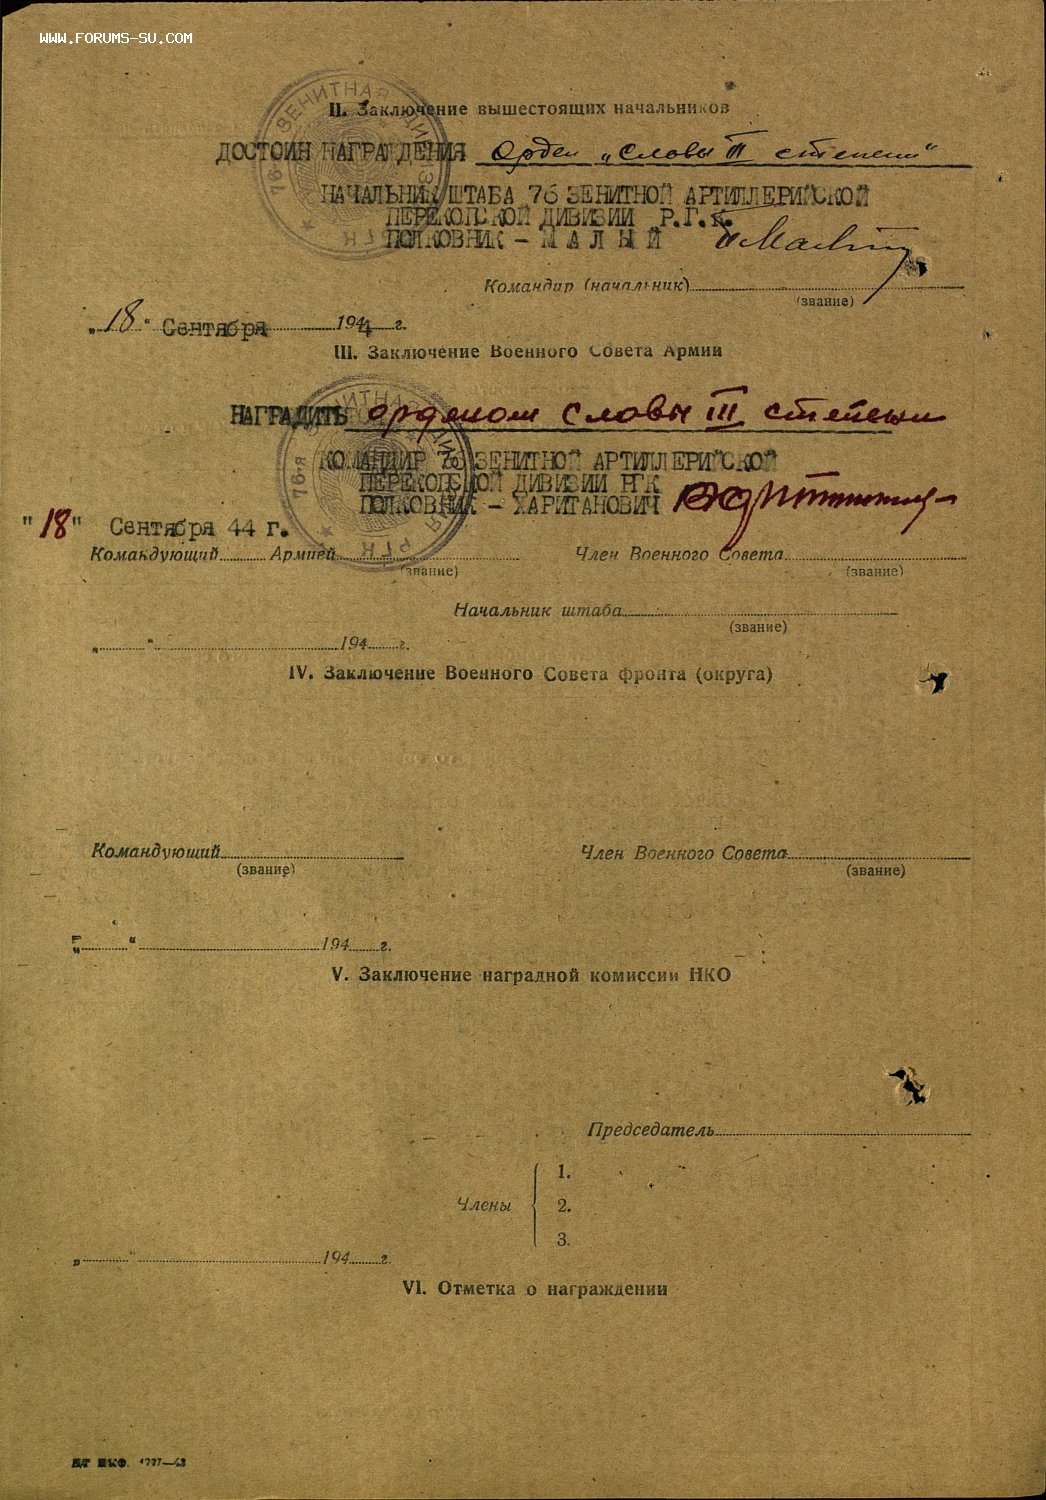 WWW.FORUMS-SU.COM
II. Заключение вышестоящих начальников
ДОСТОИН НАГРАЖДЕНИЯ Орден „Славы III степени“
НАЧАЛЬНИК ШТАБА 76 ЗЕНИТНОЙ АРТИЛЛЕРИЙСКОЙ
ПЕРЕКОПСКОЙ ДИВИЗИИ Р.Г.К.
ПОЛКОВНИК – МАЛЫЙ
Командир (начальник)
(звание)
„18“ Сентября 1944 г.
III. Заключение Военного Совета Армии
НАГРАДИТЬ орденом Славы III степени
КОМАНДИР 76 ЗЕНИТНОЙ АРТИЛЛЕРИЙСКОЙ
ПЕРЕКОПСКОЙ ДИВИЗИИ РГК
ПОЛКОВНИК – ХАРИТАНОВИЧ
"18" Сентября 44 г.
Командующий Армией Член Военного Совета
(звание) (звание)
Начальник штаба
(звание)
„ “ 194 г.
IV. Заключение Военного Совета фронта (округа)
Командующий Член Военного Совета
(звание) (звание)
„ “ 194 г.
V. Заключение наградной комиссии НКО
Председатель
1.
Члены 2.
3.
„ “ 194 г.
VI. Отметка о награждении